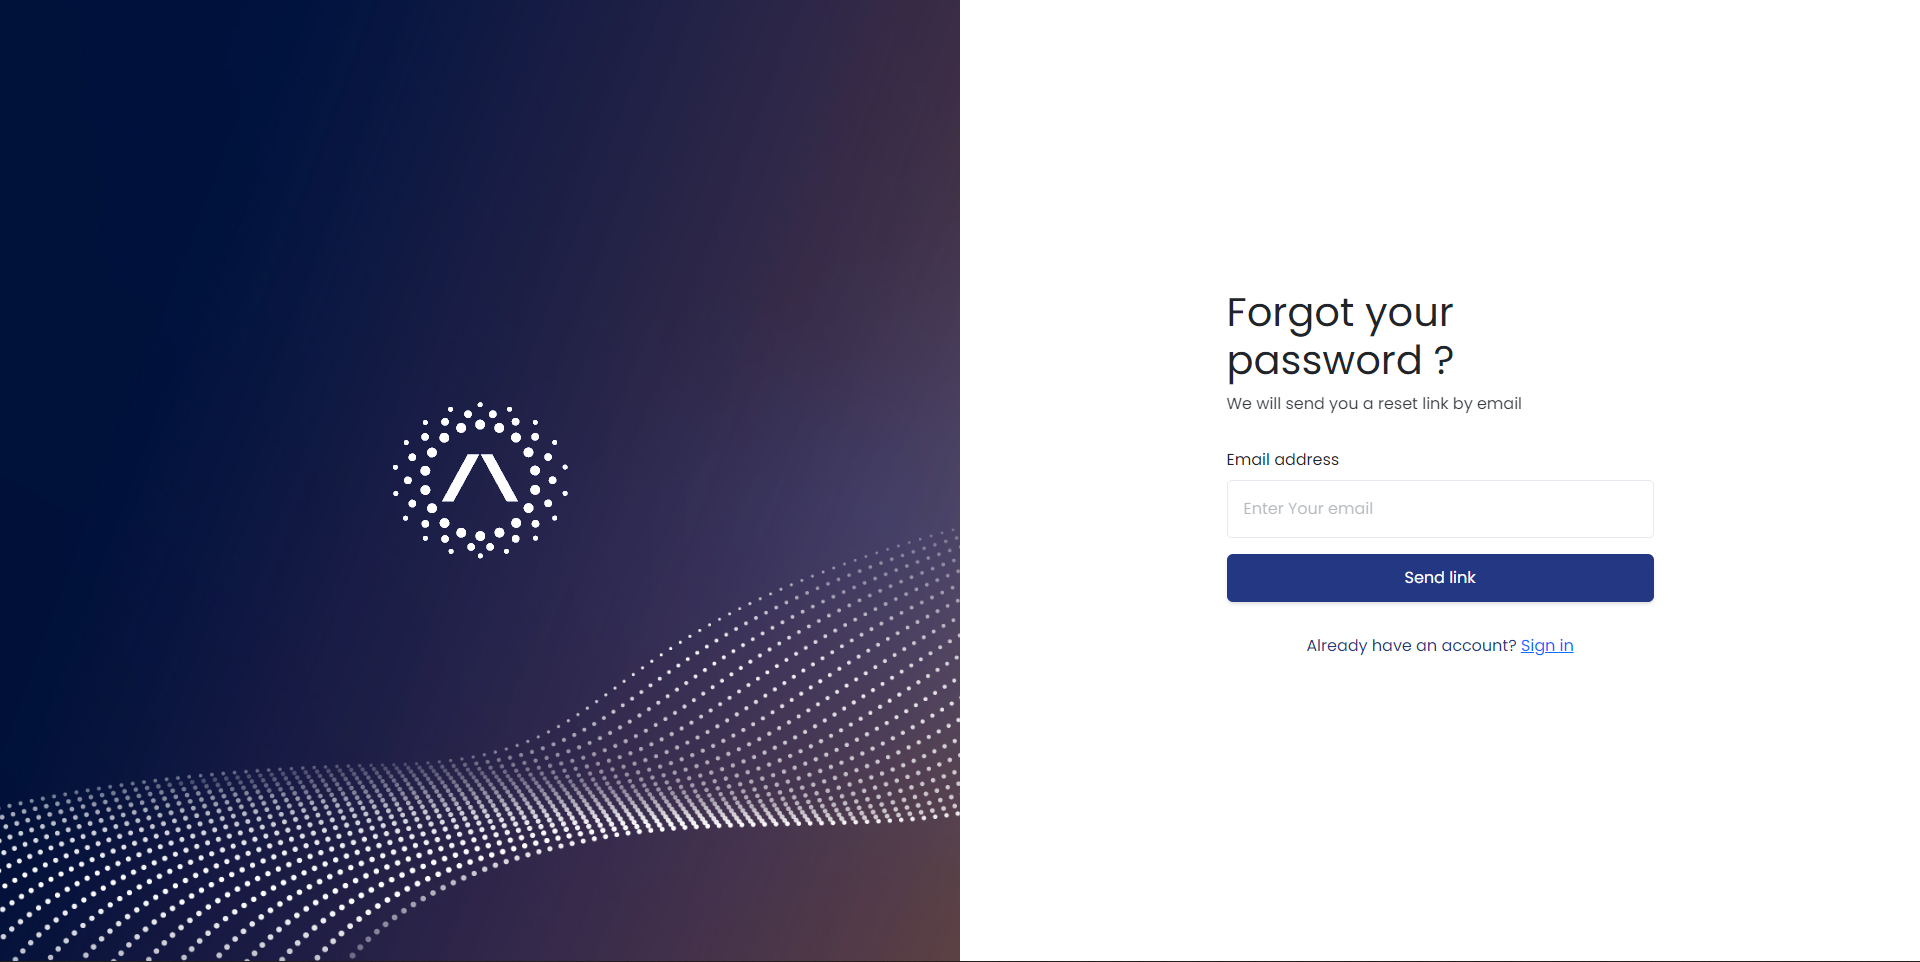 Forgot your
password ?
We will send you a reset link by email
Email address
Enter Your email
Send link
Already have an account? Sign in